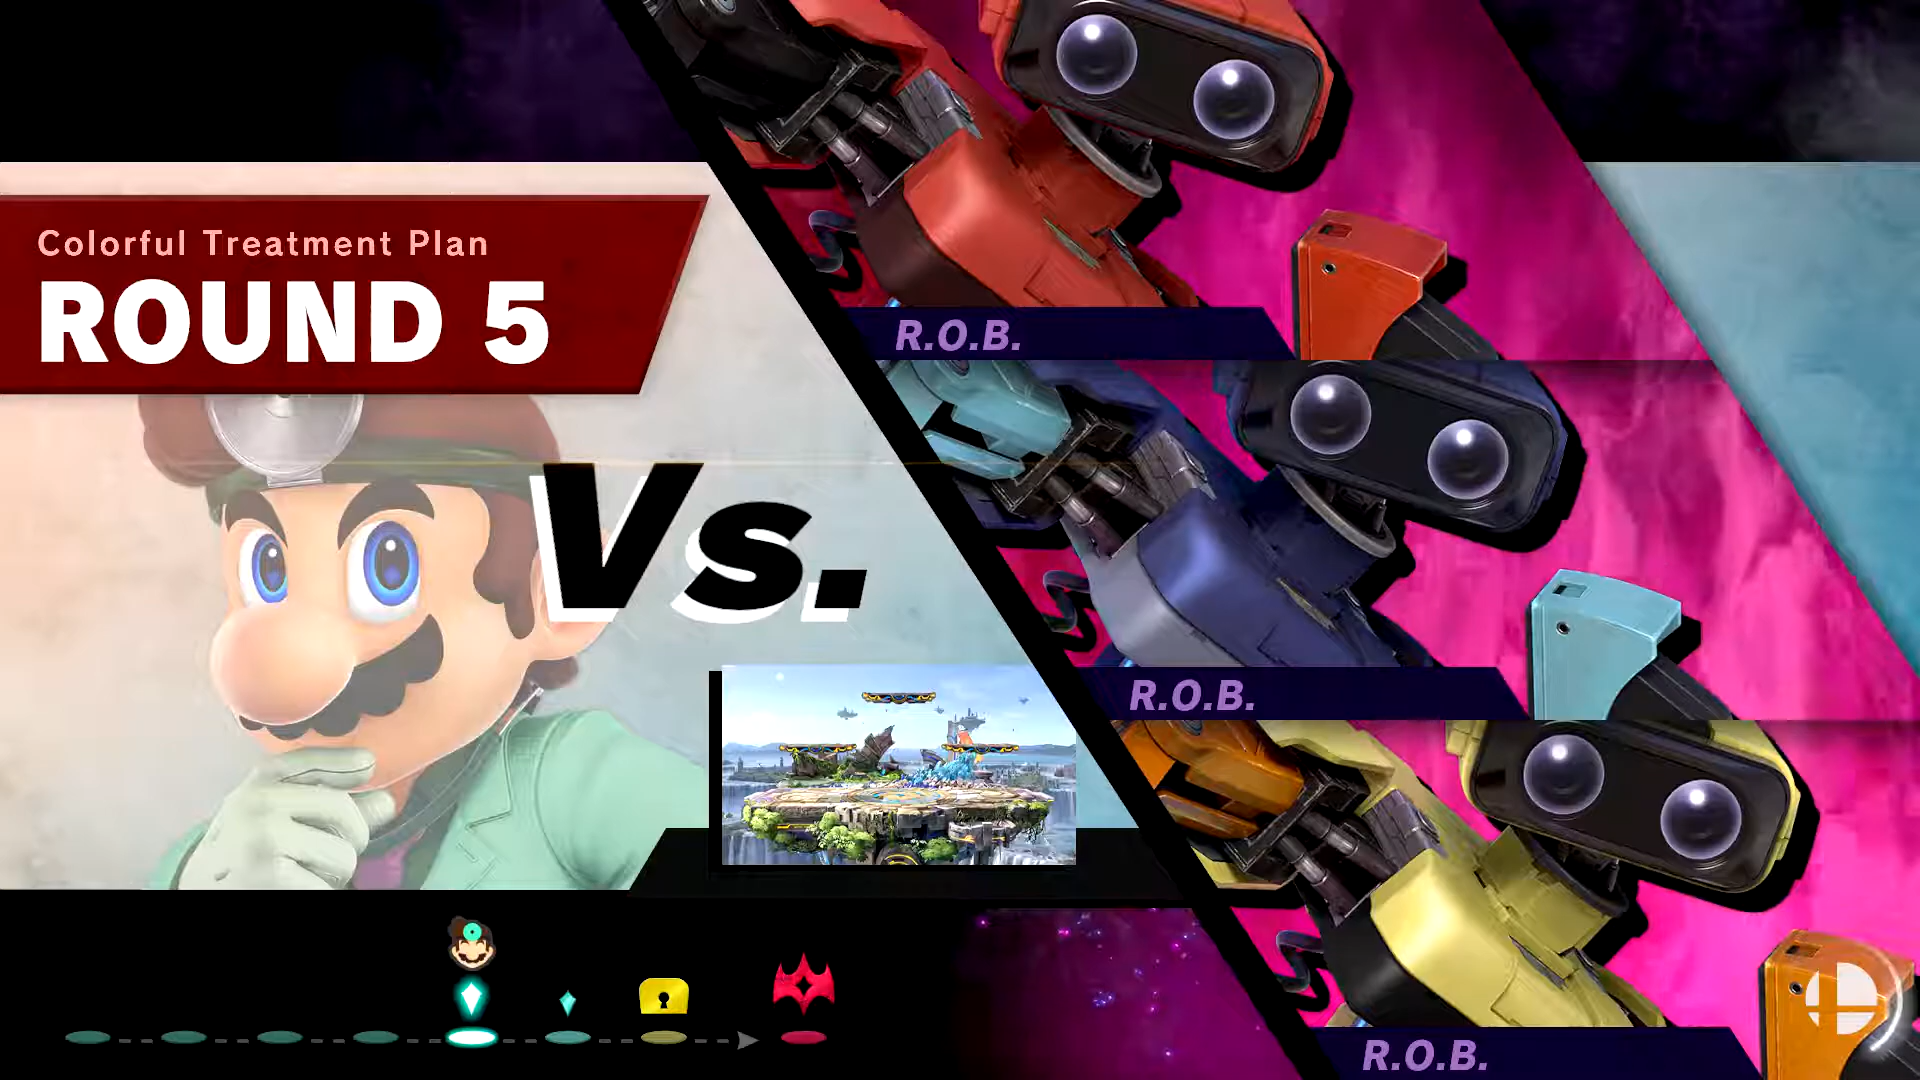 Colorful Treatment Plan
ROUND 5
Vs.
R.O.B.
R.O.B.
R.O.B.